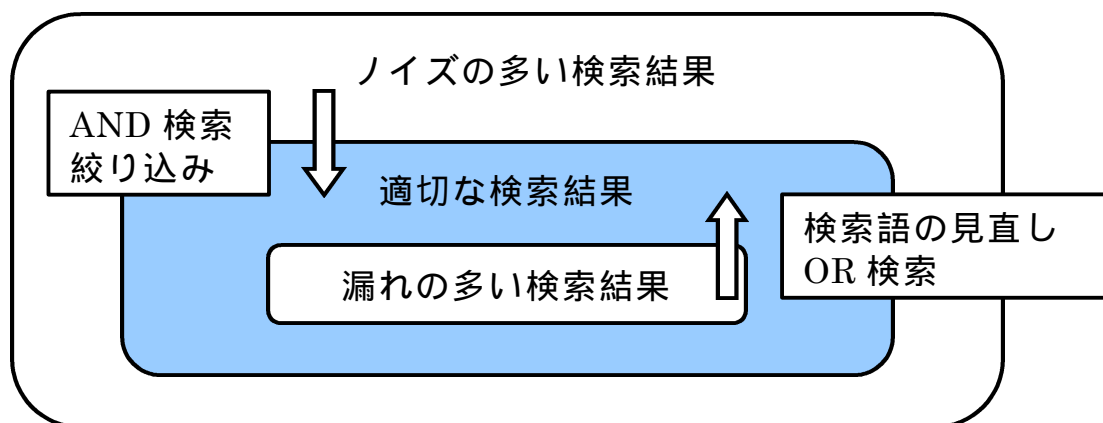 ノイズの多い検索結果
AND 検索
絞り込み
適切な検索結果
検索語の見直し
OR 検索
漏れの多い検索結果